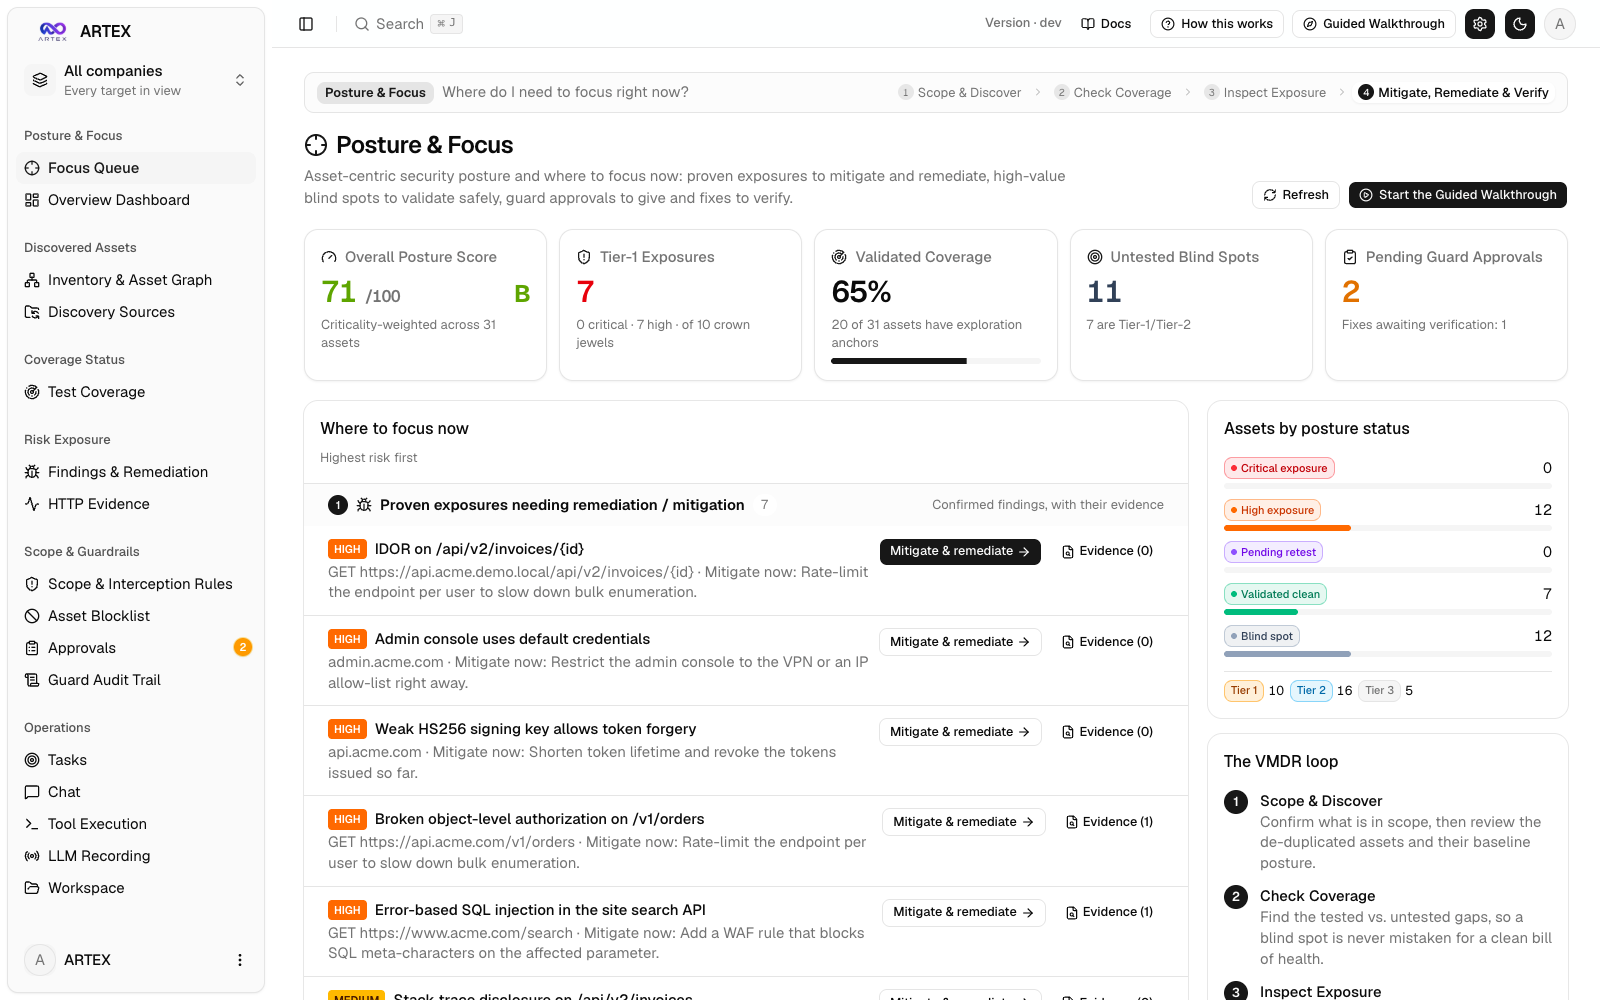 ARTEX
ARTEX
All companies
Every target in view
Posture & Focus
Focus Queue
Overview Dashboard
Discovered Assets
Inventory & Asset Graph
Discovery Sources
Coverage Status
Test Coverage
Risk Exposure
Findings & Remediation
HTTP Evidence
Scope & Guardrails
Scope & Interception Rules
Asset Blocklist
Approvals 2
Guard Audit Trail
Operations
Tasks
Chat
Tool Execution
LLM Recording
Workspace
A ARTEX
Search ⌘ J
Version · dev
Docs
How this works
Guided Walkthrough
A
Posture & Focus Where do I need to focus right now?
1 Scope & Discover
2 Check Coverage
3 Inspect Exposure
4 Mitigate, Remediate & Verify
Posture & Focus
Asset-centric security posture and where to focus now: proven exposures to mitigate and remediate, high-value
blind spots to validate safely, guard approvals to give and fixes to verify.
Refresh
Start the Guided Walkthrough
Overall Posture Score
71 /100 B
Criticality-weighted across 31
assets
Tier-1 Exposures
7
0 critical · 7 high · of 10 crown
jewels
Validated Coverage
65%
20 of 31 assets have exploration
anchors
Untested Blind Spots
11
7 are Tier-1/Tier-2
Pending Guard Approvals
2
Fixes awaiting verification: 1
Where to focus now
Highest risk first
1 Proven exposures needing remediation / mitigation 7
Confirmed findings, with their evidence
HIGH IDOR on /api/v2/invoices/{id}
GET https://api.acme.demo.local/api/v2/invoices/{id} · Mitigate now: Rate-limit
the endpoint per user to slow down bulk enumeration.
Mitigate & remediate → Evidence (0)
HIGH Admin console uses default credentials
admin.acme.com · Mitigate now: Restrict the admin console to the VPN or an IP
allow-list right away.
Mitigate & remediate → Evidence (0)
HIGH Weak HS256 signing key allows token forgery
api.acme.com · Mitigate now: Shorten token lifetime and revoke the tokens
issued so far.
Mitigate & remediate → Evidence (0)
HIGH Broken object-level authorization on /v1/orders
GET https://api.acme.com/v1/orders · Mitigate now: Rate-limit the endpoint per
user to slow down bulk enumeration.
Mitigate & remediate → Evidence (1)
HIGH Error-based SQL injection in the site search API
GET https://www.acme.com/search · Mitigate now: Add a WAF rule that blocks
SQL meta-characters on the affected parameter.
Mitigate & remediate → Evidence (1)
MEDIUM Stack trace disclosure on /api/v2/invoices
Assets by posture status
Critical exposure 0
High exposure 12
Pending retest 0
Validated clean 7
Blind spot 12
Tier 1 10 Tier 2 16 Tier 3 5
The VMDR loop
1 Scope & Discover
Confirm what is in scope, then review the
de-duplicated assets and their baseline
posture.
2 Check Coverage
Find the tested vs. untested gaps, so a
blind spot is never mistaken for a clean bill
of health.
3 Inspect Exposure